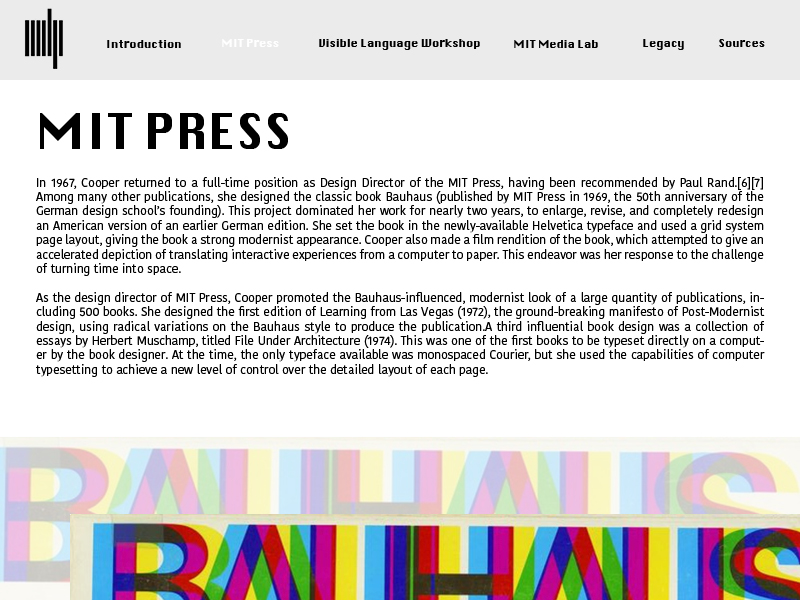 Introduction
MIT Press
Visible Language Workshop
MIT Media Lab
Legacy
Sources
MIT PRESS
In 1967, Cooper returned to a full-time position as Design Director of the MIT Press, having been recommended by Paul Rand.[6][7]
Among many other publications, she designed the classic book Bauhaus (published by MIT Press in 1969, the 50th anniversary of the
German design school's founding). This project dominated her work for nearly two years, to enlarge, revise, and completely redesign
an American version of an earlier German edition. She set the book in the newly-available Helvetica typeface and used a grid system
page layout, giving the book a strong modernist appearance. Cooper also made a film rendition of the book, which attempted to give an
accelerated depiction of translating interactive experiences from a computer to paper. This endeavor was her response to the challenge
of turning time into space.
As the design director of MIT Press, Cooper promoted the Bauhaus-influenced, modernist look of a large quantity of publications, in-
cluding 500 books. She designed the first edition of Learning from Las Vegas (1972), the ground-breaking manifesto of Post-Modernist
design, using radical variations on the Bauhaus style to produce the publication.A third influential book design was a collection of
essays by Herbert Muschamp, titled File Under Architecture (1974). This was one of the first books to be typeset directly on a comput-
er by the book designer. At the time, the only typeface available was monospaced Courier, but she used the capabilities of computer
typesetting to achieve a new level of control over the detailed layout of each page.
BAUHAUS
BAUHAUS